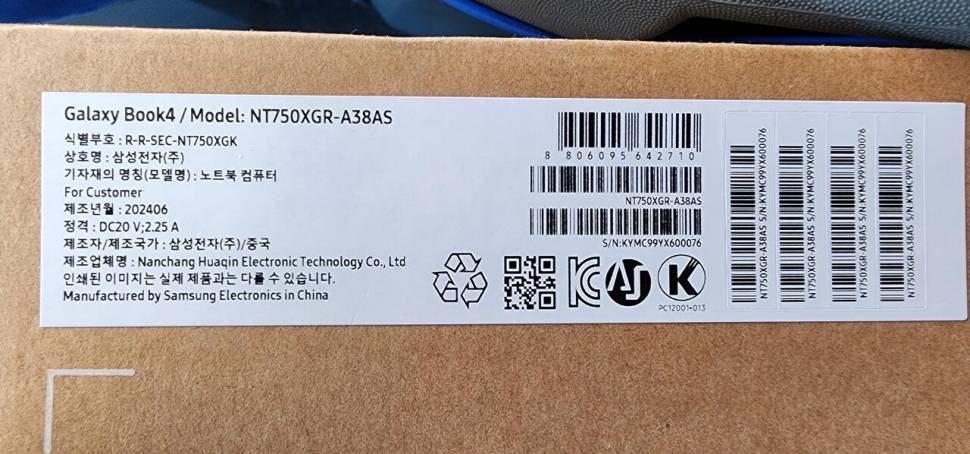 Galaxy Book4 / Model: NT750XGR-A38AS
식별부호 : R-R-SEC-NT750XGK
상호명 : 삼성전자(주)
기자재의 명칭(모델명) : 노트북 컴퓨터
For Customer
제조년월 : 202406
정격 : DC20 V;2.25 A
제조자/제조국가 : 삼성전자(주)/중국
제조업체명 : Nanchang Huaqin Electronic Technology Co., Ltd
인쇄된 이미지는 실제 제품과는 다를 수 있습니다.
Manufactured by Samsung Electronics in China
8 806095 642710
NT750XGR-A38AS
S/N:KYMC99YX600076
PC12001-013
NT750XGR-A38AS S/N:KYMC99YX600076
NT750XGR-A38AS S/N:KYMC99YX600076
NT750XGR-A38AS S/N:KYMC99YX600076
NT750XGR-A38AS S/N:KYMC99YX600076